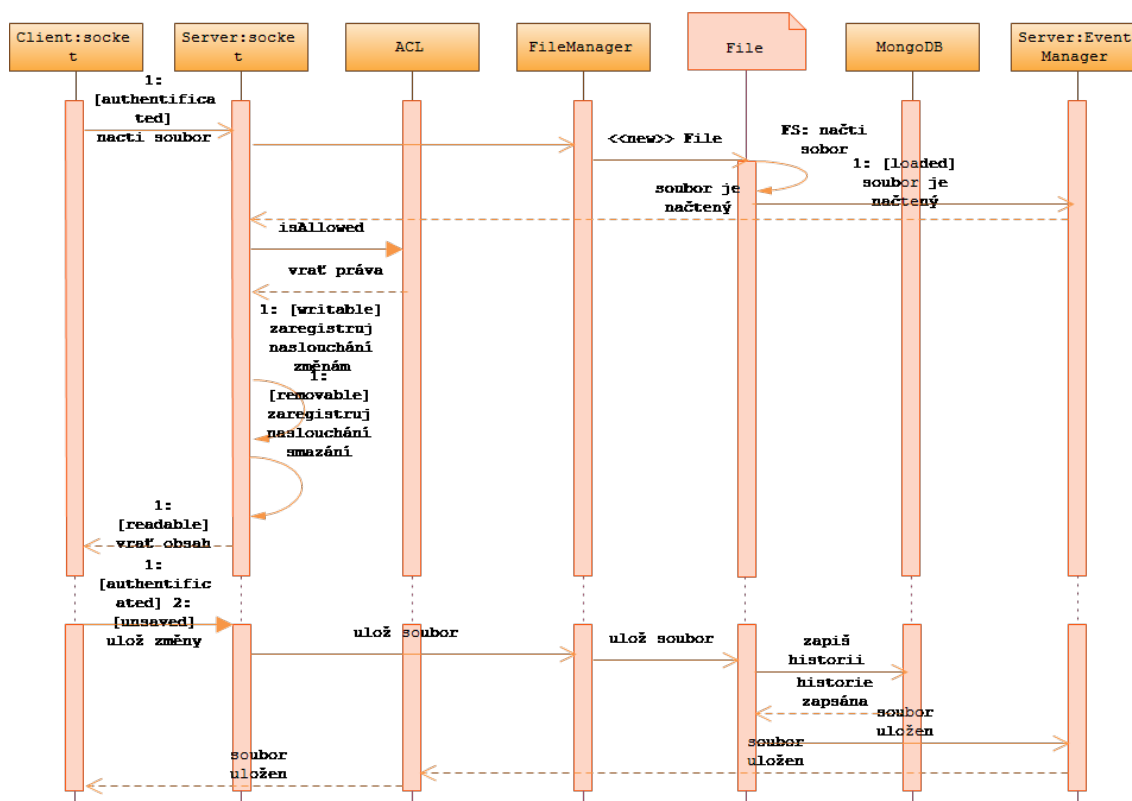 Client:socke
t
Server:socke
t
ACL
FileManager
File
MongoDB
Server:Event
Manager
1:
[authentifica
ted]
nacti soubor
<<new>> File
FS: načti
sobor
1: [loaded]
soubor je
načtený
soubor je
načtený
isAllowed
vrať práva
1: [writable]
zaregistruj
naslouchání
změnám
1:
[removable]
zaregistruj
naslouchání
smazání
1:
[readable]
vrať obsah
1:
[authentific
ated] 2:
[unsaved]
ulož změny
ulož soubor
ulož soubor
zapiš
historii
historie
zapsána
soubor
uložen
soubor
uložen
soubor
uložen